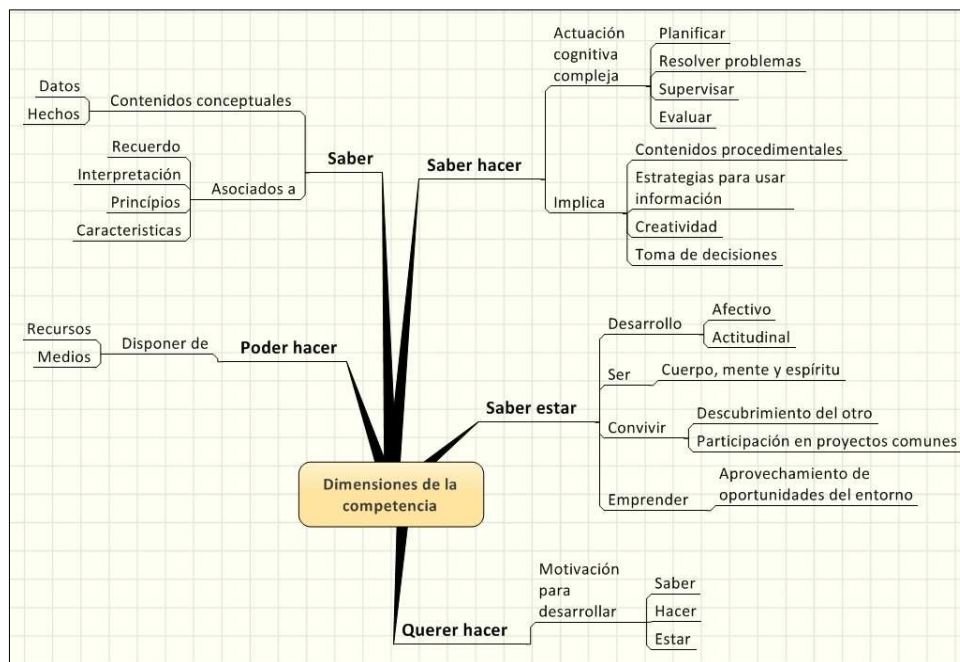 Datos
Hechos
Contenidos conceptuales
Recuerdo
Interpretación
Princípios
Caracteristicas
Asociados a
Saber
Saber hacer
Actuación
cognitiva
compleja
Planificar
Resolver problemas
Supervisar
Evaluar
Implica
Contenidos procedimentales
Estrategias para usar
información
Creatividad
Toma de decisiones
Recursos
Medios
Disponer de
Poder hacer
Saber estar
Desarrollo
Afectivo
Actitudinal
Ser
Cuerpo, mente y espíritu
Convivir
Descubrimiento del otro
Participación en proyectos comunes
Emprender
Aprovechamiento de
oportunidades del entorno
Dimensiones de la
competencia
Querer hacer
Motivación
para
desarrollar
Saber
Hacer
Estar